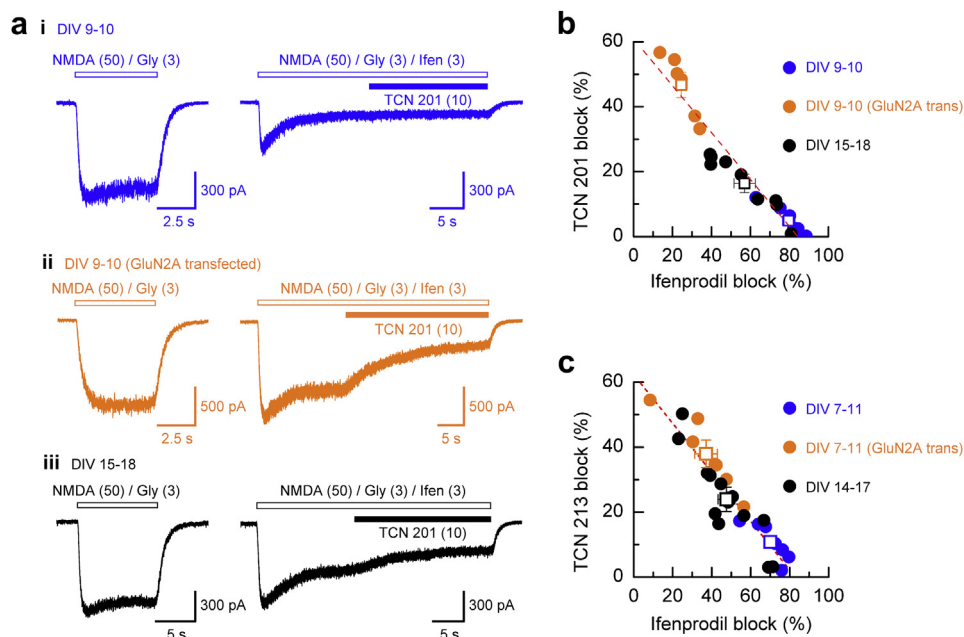 a
i DIV 9-10
NMDA (50) / Gly (3)
NMDA (50) / Gly (3) / Ifen (3)
TCN 201 (10)
300 pA
2.5 s
300 pA
5 s
ii DIV 9-10 (GluN2A transfected)
NMDA (50) / Gly (3)
NMDA (50) / Gly (3) / Ifen (3)
TCN 201 (10)
500 pA
2.5 s
500 pA
5 s
iii DIV 15-18
NMDA (50) / Gly (3)
NMDA (50) / Gly (3) / Ifen (3)
TCN 201 (10)
300 pA
5 s
300 pA
5 s
b
TCN 201 block (%)
60
40
20
0
0 20 40 60 80 100
Ifenprodil block (%)
DIV 9-10
DIV 9-10 (GluN2A trans)
DIV 15-18
c
TCN 213 block (%)
60
40
20
0
0 20 40 60 80 100
Ifenprodil block (%)
DIV 7-11
DIV 7-11 (GluN2A trans)
DIV 14-17